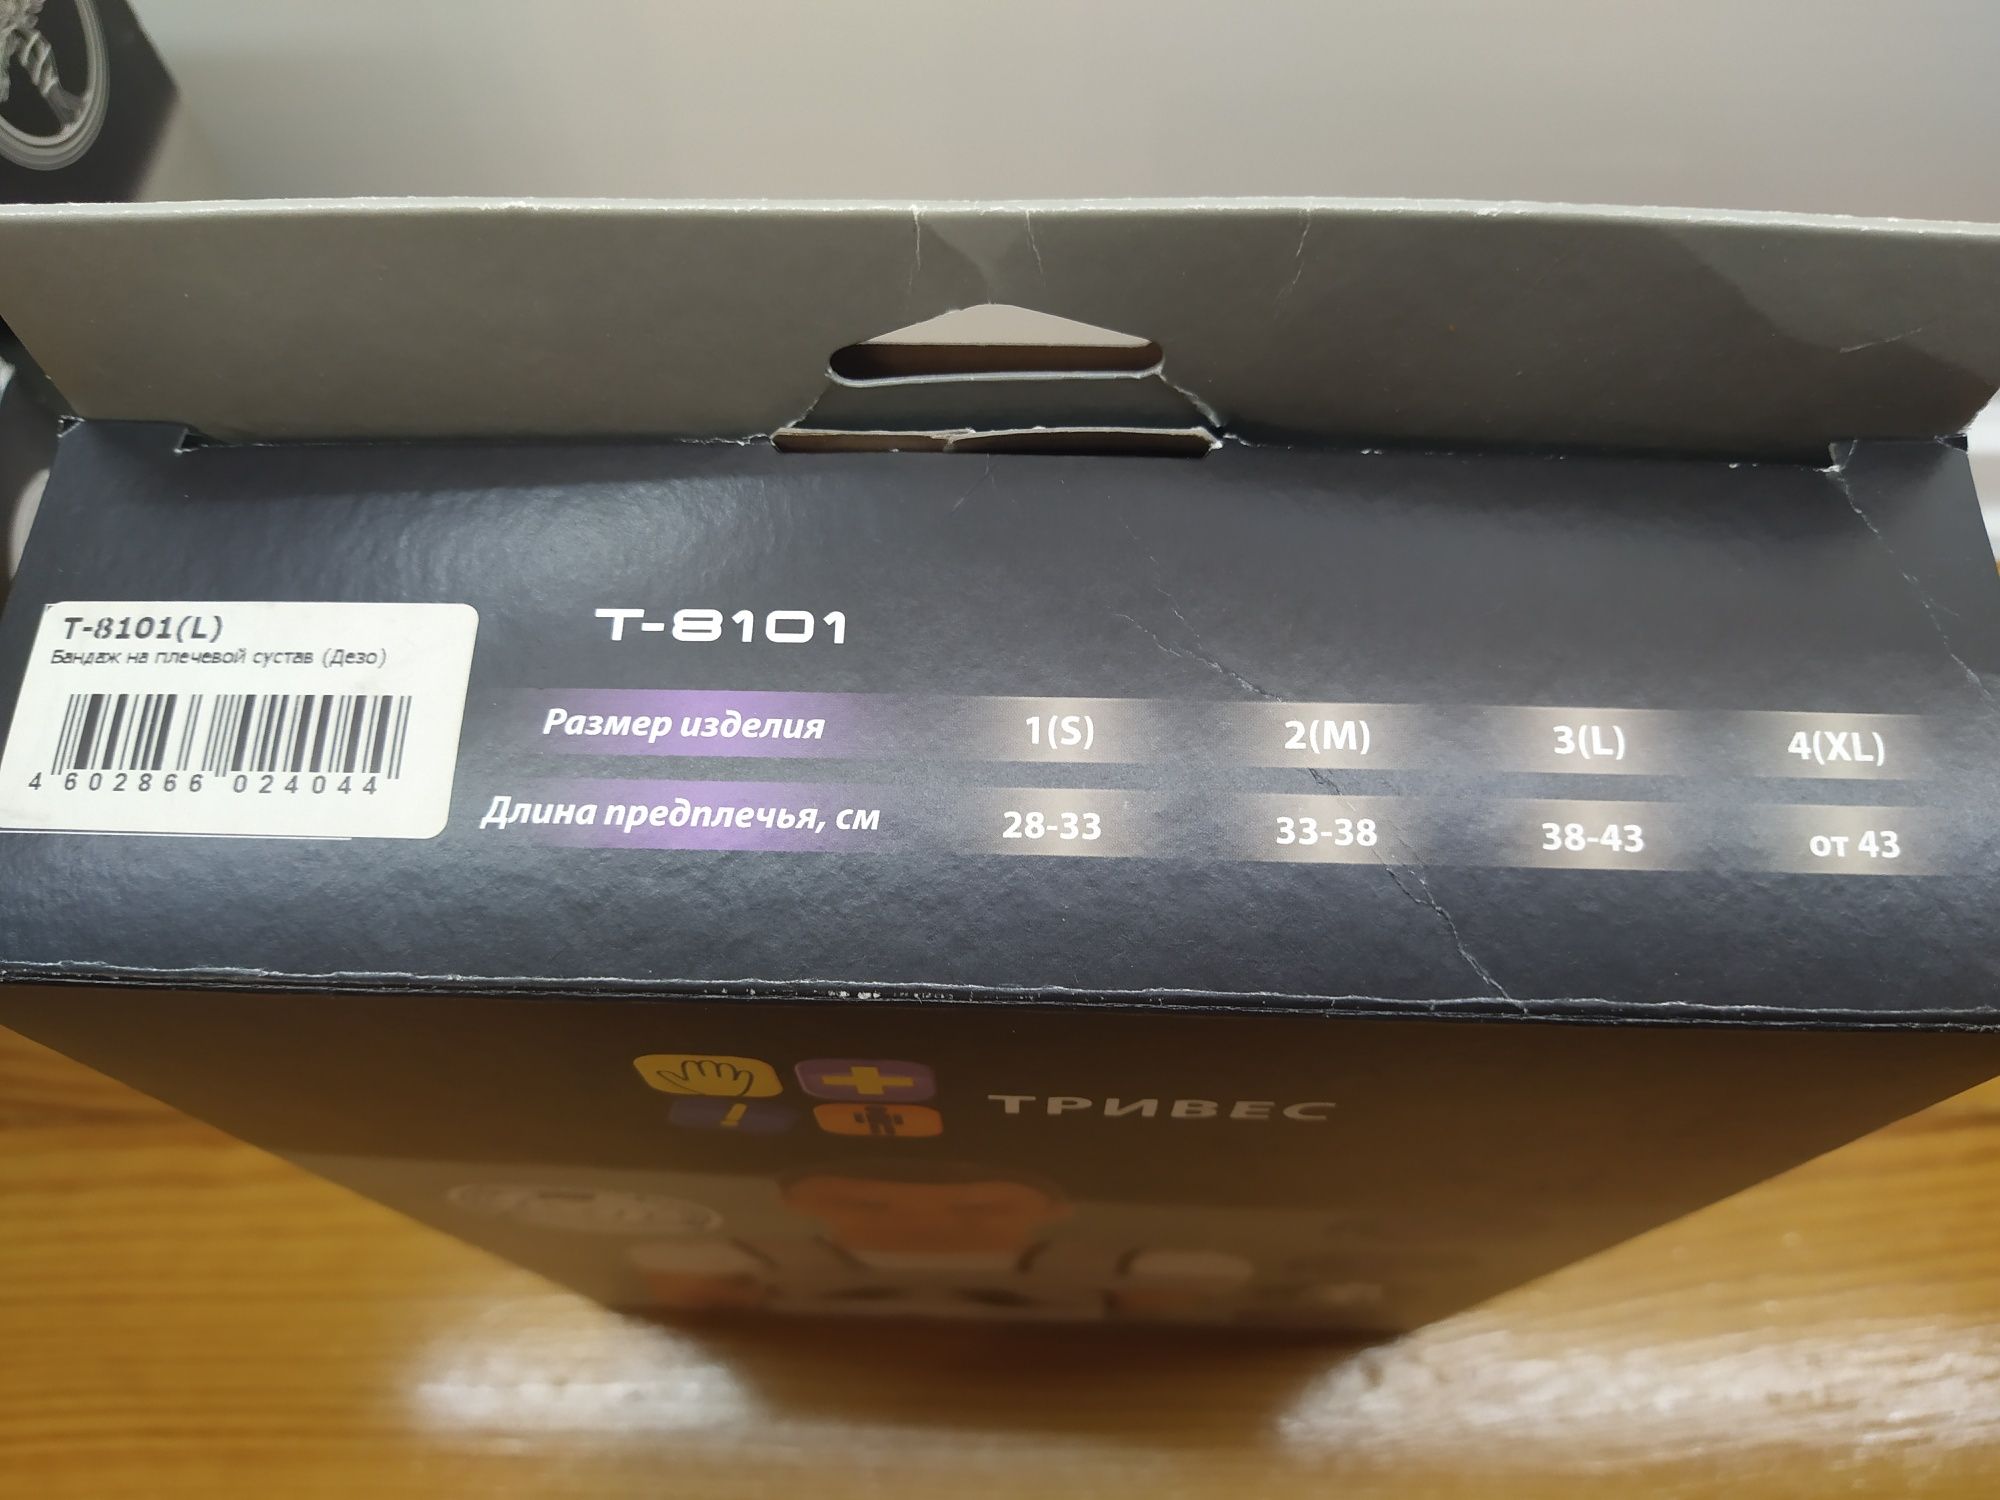 T-8101(L)
Бандаж на плечевой сустав (Дезо)
4 602866 024044
T-8101
Размер изделия 1(S) 2(M) 3(L) 4(XL)
Длина предплечья, см 28-33 33-38 38-43 от 43
ТРИВЕС